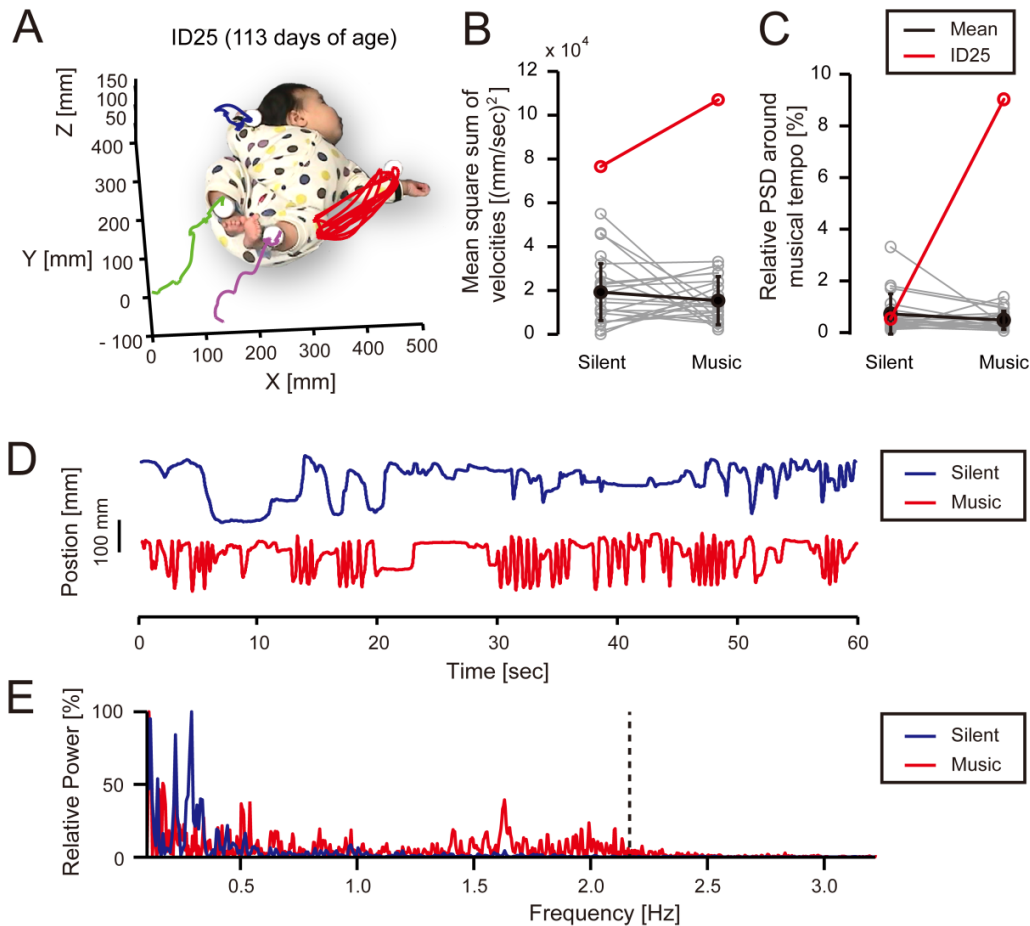 A
ID25 (113 days of age)
Z [mm]
150
100
50
400
300
200
Y [mm]
100
0
- 100
0
100
200
300
400
500
X [mm]
B
x 10⁴
Mean square sum of
velocities [(mm/sec)²]
12
10
8
6
4
2
0
Silent
Music
C
Mean
ID25
Relative PSD around
musical tempo [%]
10
8
6
4
2
0
Silent
Music
D
Postion [mm]
100 mm
Silent
Music
0
10
20
30
40
50
60
Time [sec]
E
Relative Power [%]
100
50
0
Silent
Music
0.5
1.0
1.5
2.0
2.5
3.0
Frequency [Hz]